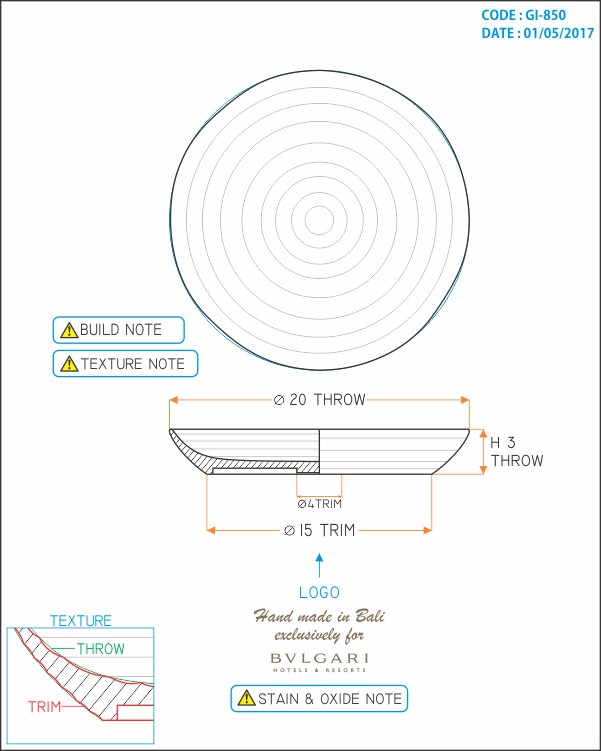 CODE : GI-850
DATE : 01/05/2017
BUILD NOTE
TEXTURE NOTE
Ø 20 THROW
H 3
THROW
Ø4TRIM
Ø 15 TRIM
LOGO
Hand made in Bali
exclusively for
BVLGARI
HOTELS & RESORTS
STAIN & OXIDE NOTE
TEXTURE
THROW
TRIM